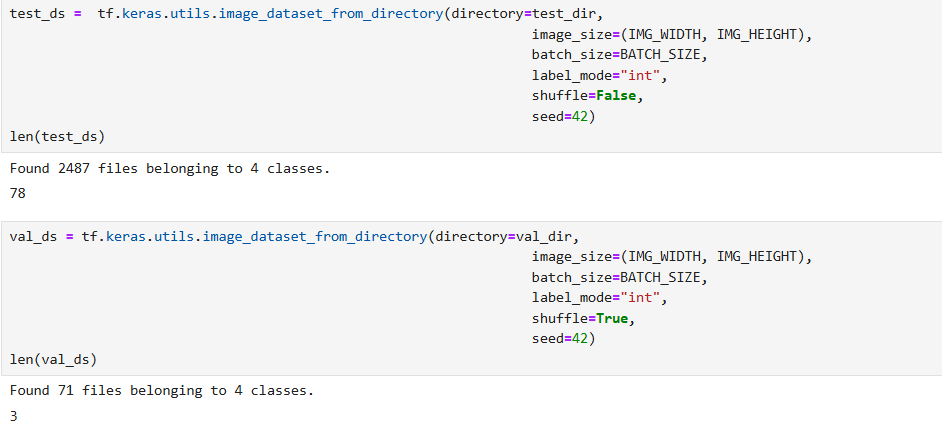 test_ds =  tf.keras.utils.image_dataset_from_directory(directory=test_dir,
image_size=(IMG_WIDTH, IMG_HEIGHT),
batch_size=BATCH_SIZE,
label_mode="int",
shuffle=False,
seed=42)
len(test_ds)
Found 2487 files belonging to 4 classes.
78
val_ds = tf.keras.utils.image_dataset_from_directory(directory=val_dir,
image_size=(IMG_WIDTH, IMG_HEIGHT),
batch_size=BATCH_SIZE,
label_mode="int",
shuffle=True,
seed=42)
len(val_ds)
Found 71 files belonging to 4 classes.
3